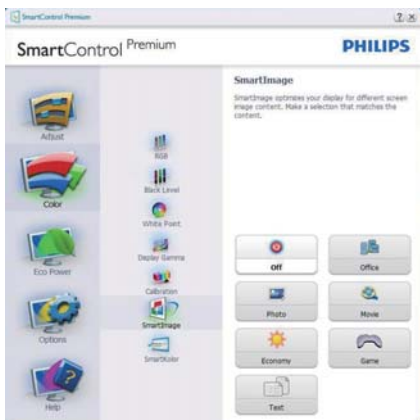 SmartControl Premium
SmartControl Premium
PHILIPS
Adjust
Color
Eco Power
Options
Help
RGB
Black Level
White Point
Display Gamma
Calibration
SmartImage
SmartKolor
SmartImage
SmartImage optimizes your display for different screen
image content. Make a selection that matches the
content.
Off
Office
Photo
Movie
Economy
Game
Text